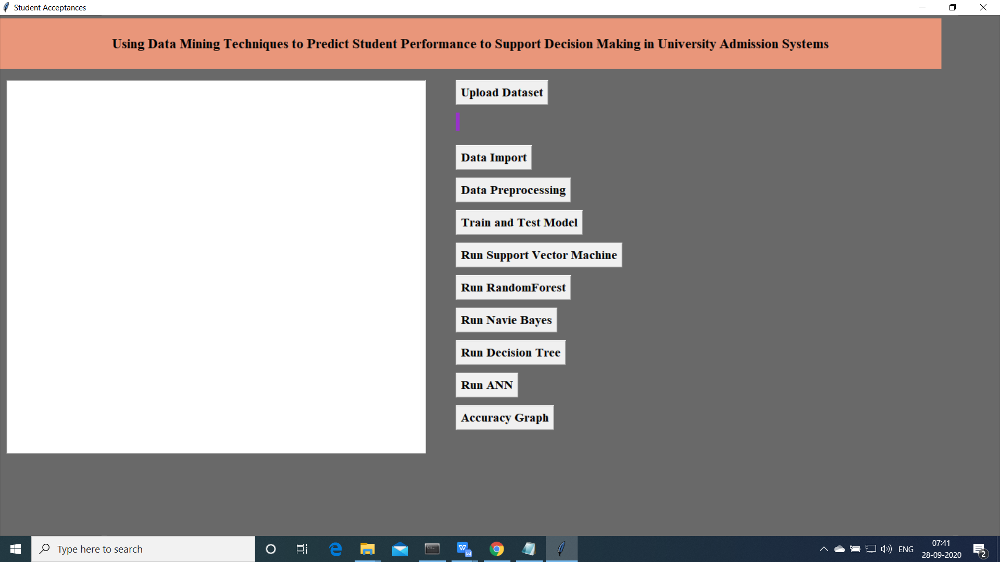 Student Acceptances
Using Data Mining Techniques to Predict Student Performance to Support Decision Making in University Admission Systems
Upload Dataset
Data Import
Data Preprocessing
Train and Test Model
Run Support Vector Machine
Run RandomForest
Run Navie Bayes
Run Decision Tree
Run ANN
Accuracy Graph
Type here to search
ENG
07:41
28-09-2020
2